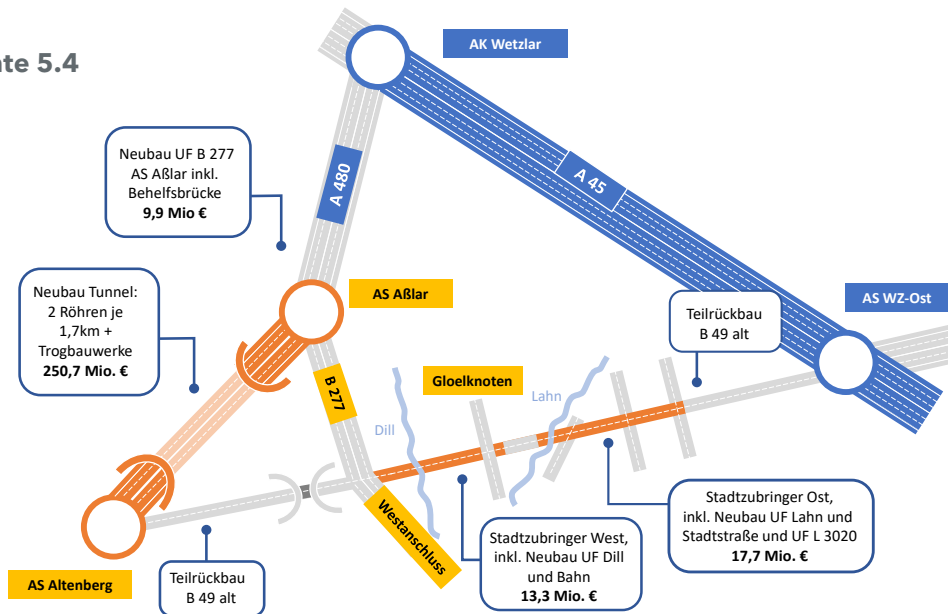 te 5.4
AK Wetzlar
Neubau UF B 277
AS Aßlar inkl.
Behelfsbrücke
9,9 Mio €
A 480
A 45
Neubau Tunnel:
2 Röhren je
1,7km +
Trogbauwerke
250,7 Mio. €
AS Aßlar
AS WZ-Ost
Teilrückbau
B 49 alt
B 277
Gloelknoten
Lahn
Dill
Westanschluss
Stadtzubringer West,
inkl. Neubau UF Dill
und Bahn
13,3 Mio. €
Stadtzubringer Ost,
inkl. Neubau UF Lahn und
Stadtstraße und UF L 3020
17,7 Mio. €
AS Altenberg
Teilrückbau
B 49 alt